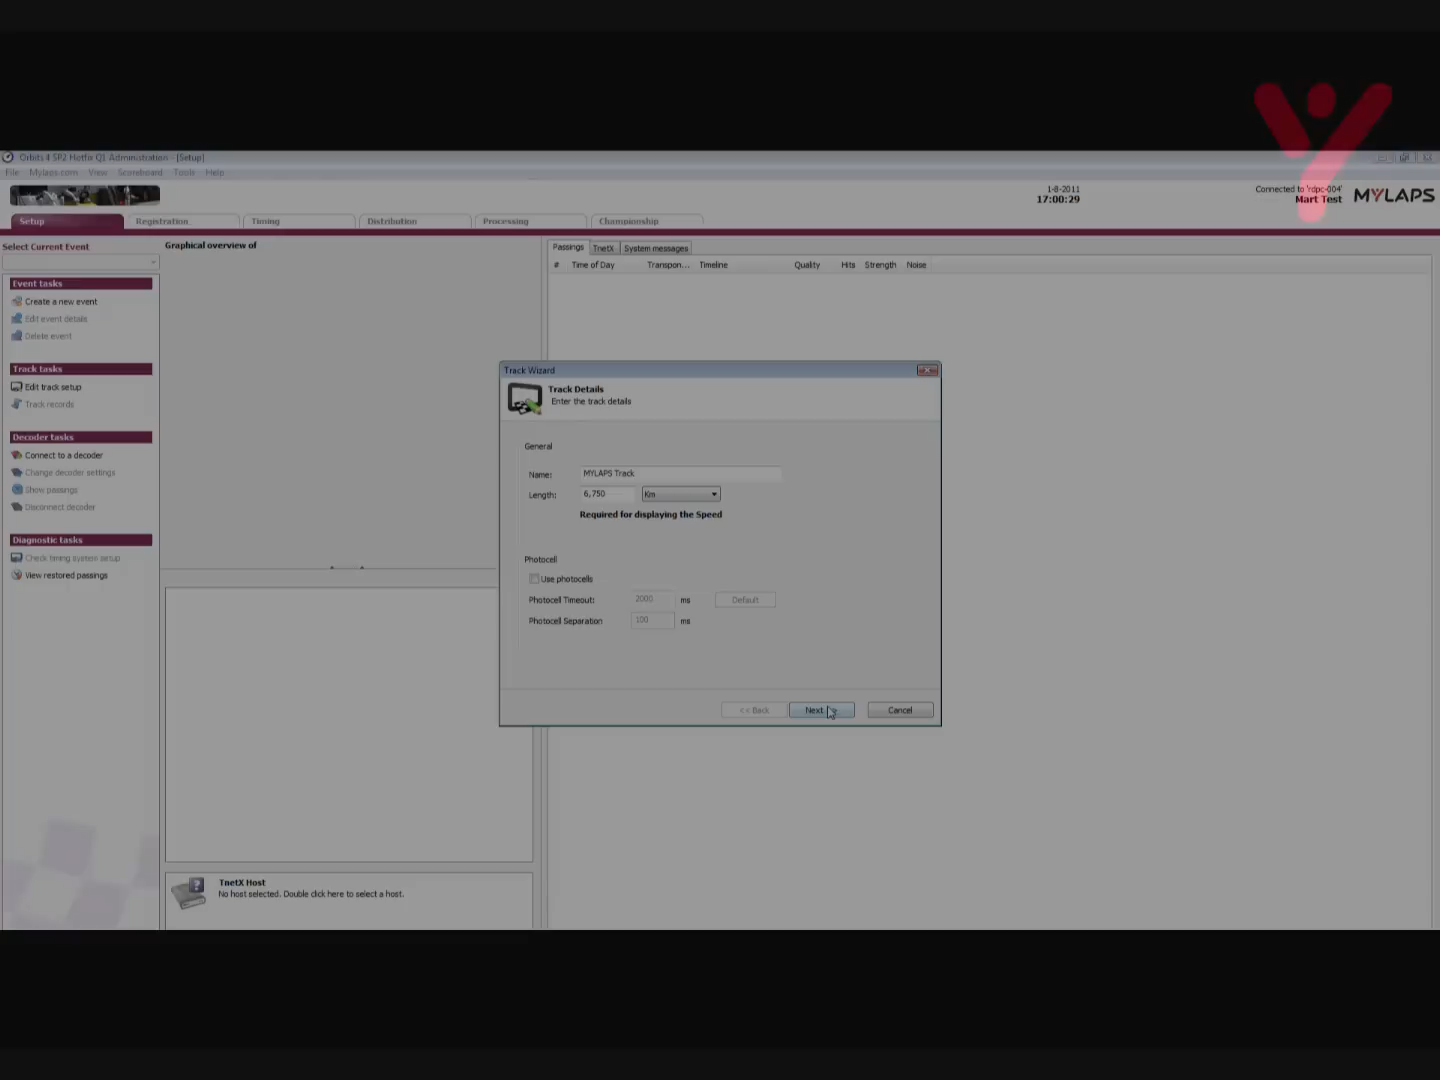 Orbits 4 SP2 Hotfix Q1 Administration - [Setup]
File Mylaps.com View Scoreboard Tools Help
1-8-2011
17:00:29
Connected to 'rdpc-004'
Mart Test
MYLAPS
Setup Registration Timing Distribution Processing Championship
Select Current Event
Graphical overview of
Passings TnetX System messages
# Time of Day Transpon... Timeline Quality Hits Strength Noise
Event tasks
Create a new event
Edit event details
Delete event
Track tasks
Edit track setup
Track records
Decoder tasks
Connect to a decoder
Change decoder settings
Show passings
Disconnect decoder
Diagnostic tasks
Check timing system setup
View restored passings
Track Wizard
Track Details
Enter the track details
General
Name: MYLAPS Track
Length: 6,750 Km
Required for displaying the Speed
Photocell
Use photocells
Photocell Timeout: 2000 ms Default
Photocell Separation 100 ms
<< Back Next Cancel
TnetX Host
No host selected. Double click here to select a host.